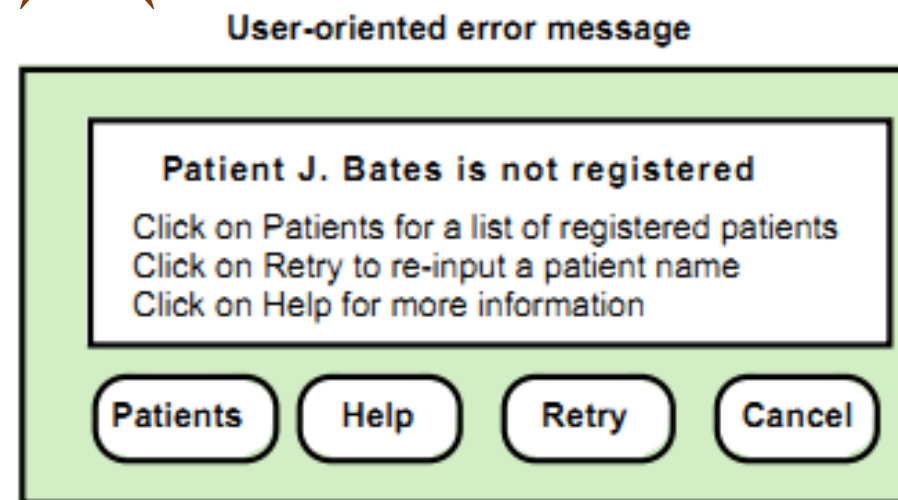 User-oriented error message
Patient J. Bates is not registered
Click on Patients for a list of registered patients
Click on Retry to re-input a patient name
Click on Help for more information
Patients Help Retry Cancel